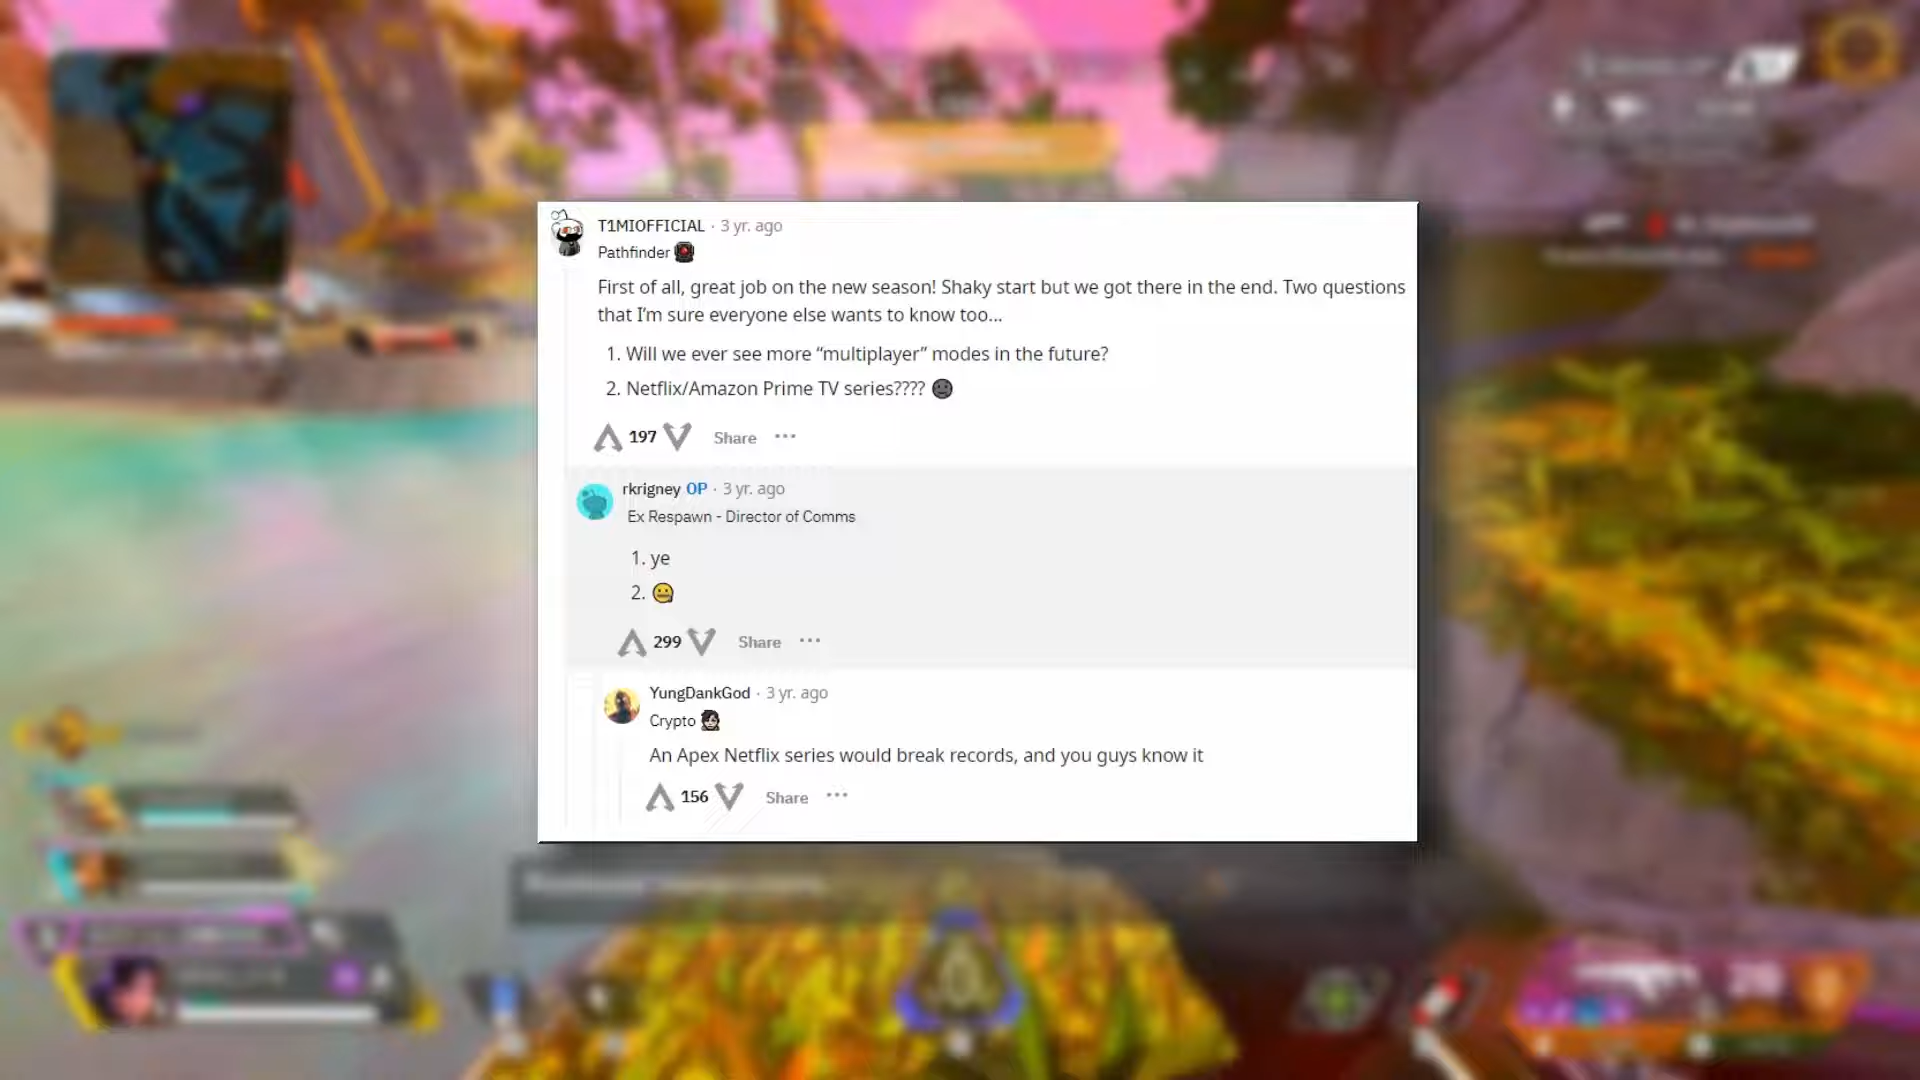 T1MIOFFICIAL · 3 yr. ago
Pathfinder
First of all, great job on the new season! Shaky start but we got there in the end. Two questions
that I’m sure everyone else wants to know too...
1. Will we ever see more “multiplayer” modes in the future?
2. Netflix/Amazon Prime TV series????
197 Share ···
rkrigney OP · 3 yr. ago
Ex Respawn - Director of Comms
1. ye
2.
299 Share ···
YungDankGod · 3 yr. ago
Crypto
An Apex Netflix series would break records, and you guys know it
156 Share ···